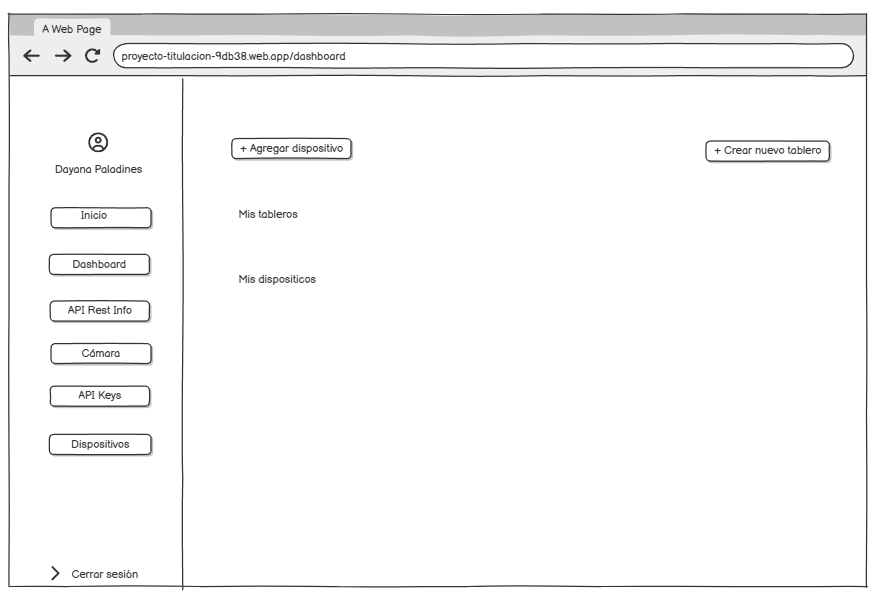 A Web Page
proyecto-titulacion-9db38.web.app/dashboard
Dayana Paladines
Inicio
Dashboard
API Rest Info
Cámara
API Keys
Dispositivos
Cerrar sesión
+ Agregar dispositivo
+ Crear nuevo tablero
Mis tableros
Mis dispositicos